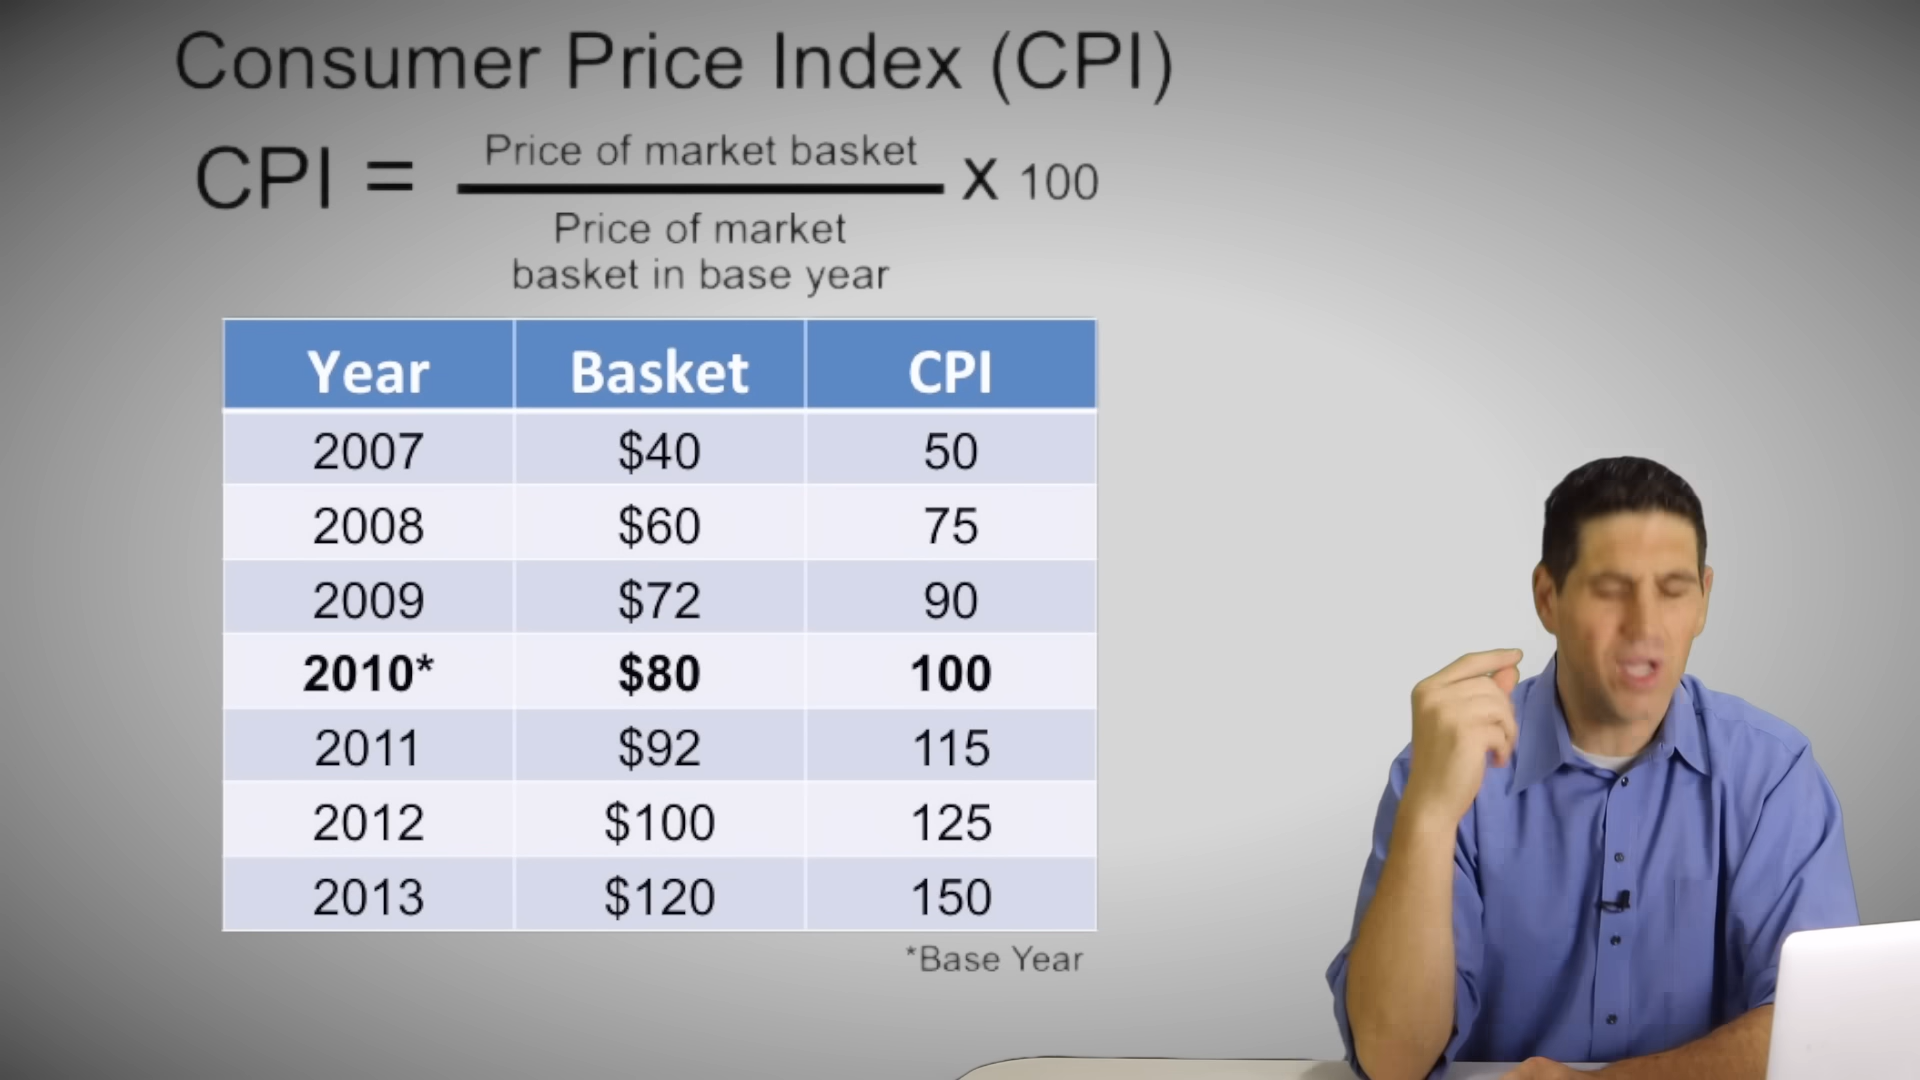 Consumer Price Index (CPI)
CPI = Price of market basket X 100
Price of market
basket in base year
Year Basket CPI
2007 $40 50
2008 $60 75
2009 $72 90
2010* $80 100
2011 $92 115
2012 $100 125
2013 $120 150
*Base Year